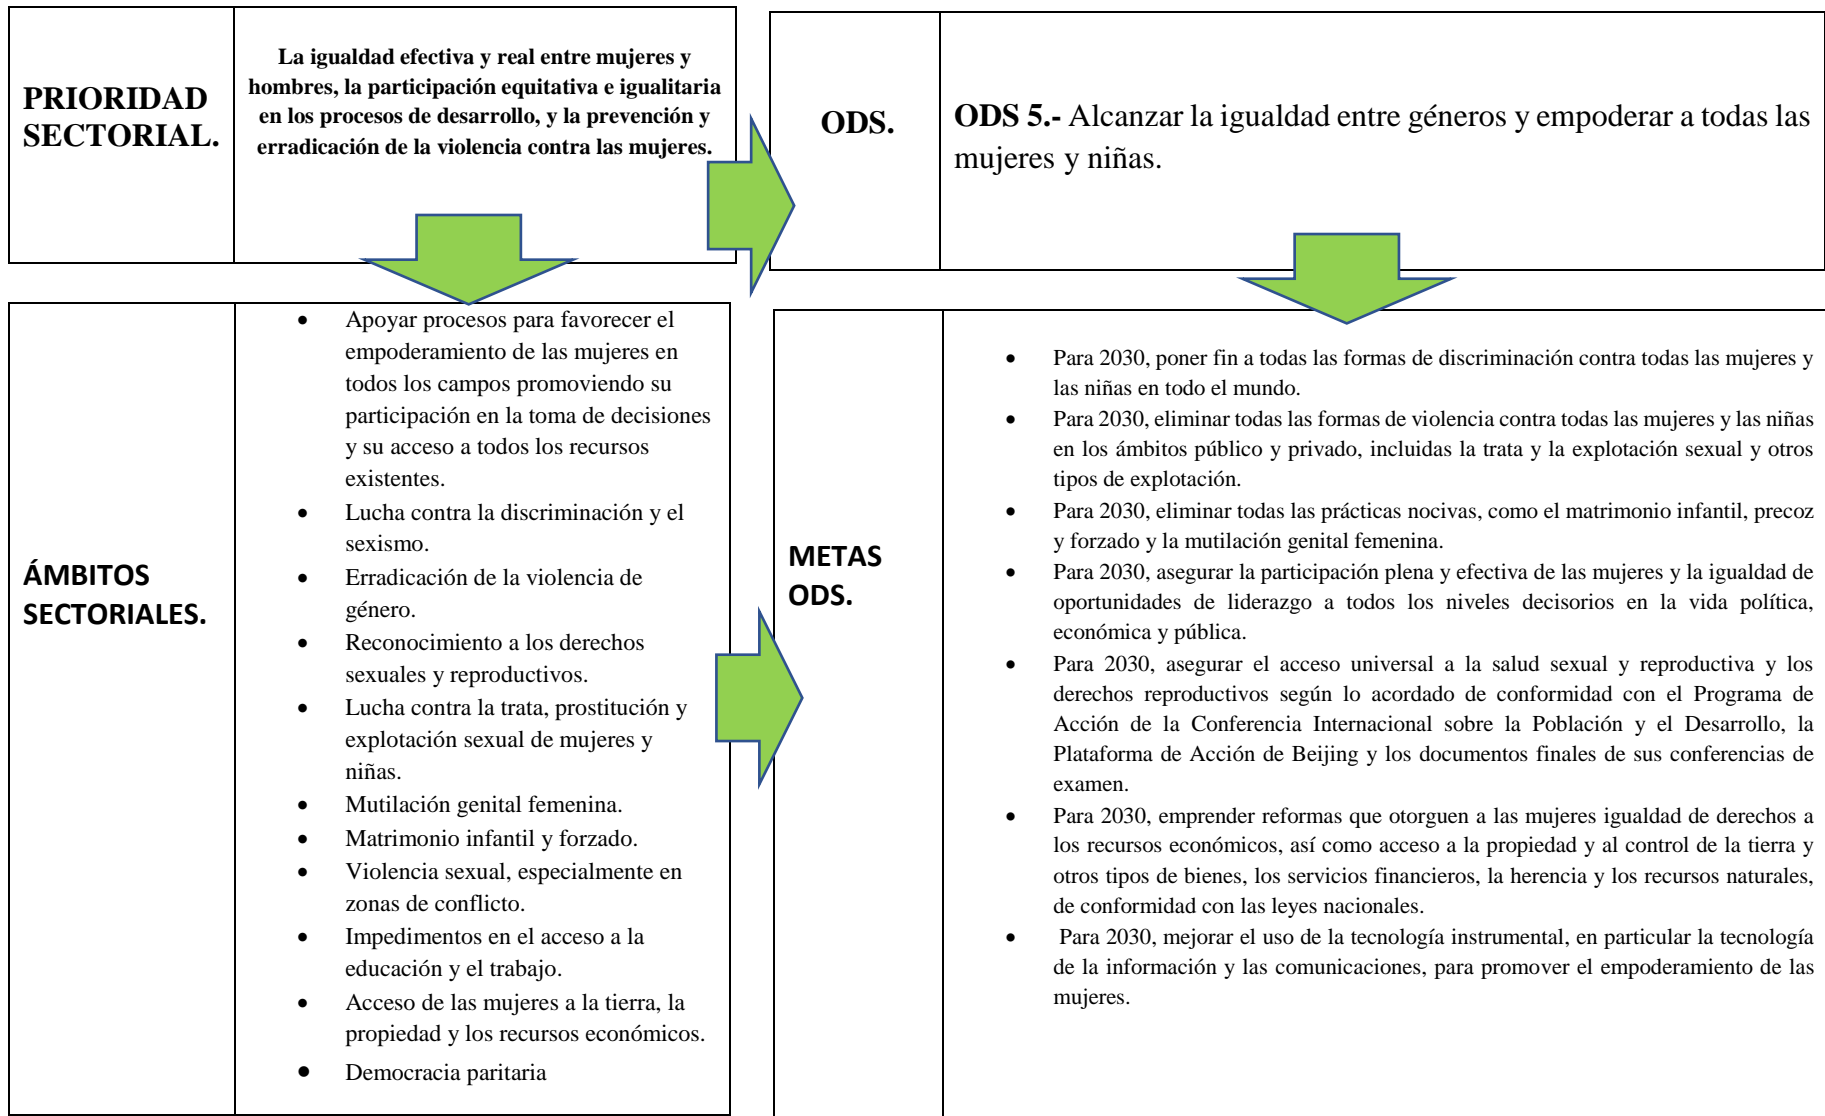 PRIORIDAD
SECTORIAL.
La igualdad efectiva y real entre mujeres y
hombres, la participación equitativa e igualitaria
en los procesos de desarrollo, y la prevención y
erradicación de la violencia contra las mujeres.
ODS.
ODS 5.- Alcanzar la igualdad entre géneros y empoderar a todas las
mujeres y niñas.
ÁMBITOS
SECTORIALES.
• Apoyar procesos para favorecer el
empoderamiento de las mujeres en
todos los campos promoviendo su
participación en la toma de decisiones
y su acceso a todos los recursos
existentes.
• Lucha contra la discriminación y el
sexismo.
• Erradicación de la violencia de
género.
• Reconocimiento a los derechos
sexuales y reproductivos.
• Lucha contra la trata, prostitución y
explotación sexual de mujeres y
niñas.
• Mutilación genital femenina.
• Matrimonio infantil y forzado.
• Violencia sexual, especialmente en
zonas de conflicto.
• Impedimentos en el acceso a la
educación y el trabajo.
• Acceso de las mujeres a la tierra, la
propiedad y los recursos económicos.
• Democracia paritaria
METAS
ODS.
• Para 2030, poner fin a todas las formas de discriminación contra todas las mujeres y
las niñas en todo el mundo.
• Para 2030, eliminar todas las formas de violencia contra todas las mujeres y las niñas
en los ámbitos público y privado, incluidas la trata y la explotación sexual y otros
tipos de explotación.
• Para 2030, eliminar todas las prácticas nocivas, como el matrimonio infantil, precoz
y forzado y la mutilación genital femenina.
• Para 2030, asegurar la participación plena y efectiva de las mujeres y la igualdad de
oportunidades de liderazgo a todos los niveles decisorios en la vida política,
económica y pública.
• Para 2030, asegurar el acceso universal a la salud sexual y reproductiva y los
derechos reproductivos según lo acordado de conformidad con el Programa de
Acción de la Conferencia Internacional sobre la Población y el Desarrollo, la
Plataforma de Acción de Beijing y los documentos finales de sus conferencias de
examen.
• Para 2030, emprender reformas que otorguen a las mujeres igualdad de derechos a
los recursos económicos, así como acceso a la propiedad y al control de la tierra y
otros tipos de bienes, los servicios financieros, la herencia y los recursos naturales,
de conformidad con las leyes nacionales.
• Para 2030, mejorar el uso de la tecnología instrumental, en particular la tecnología
de la información y las comunicaciones, para promover el empoderamiento de las
mujeres.